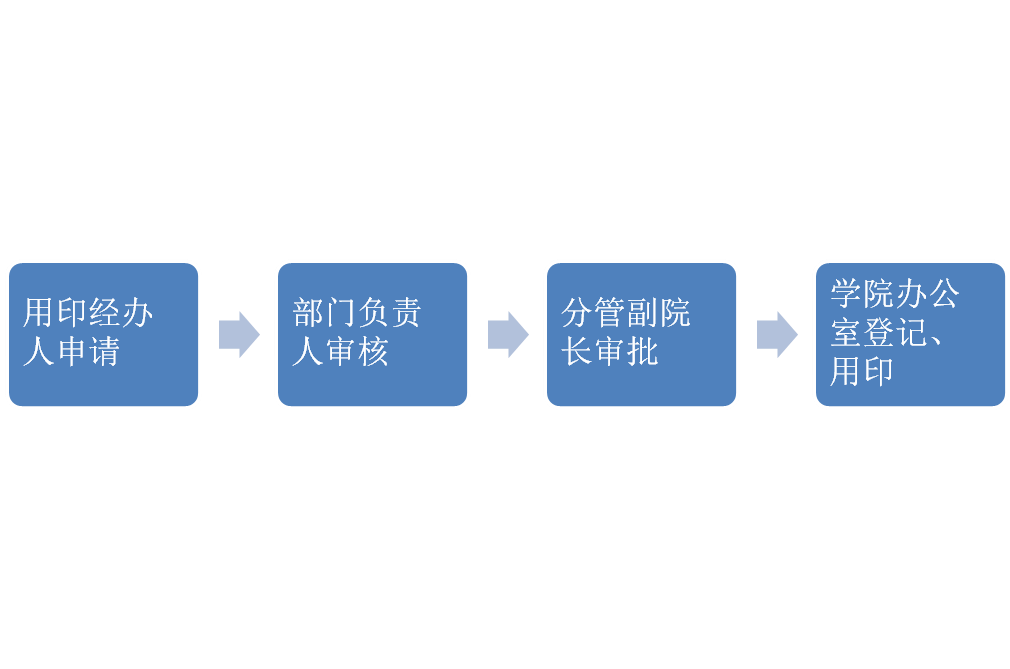 用印经办
人申请
部门负责
人审核
分管副院
长审批
学院办公
室登记、
用印